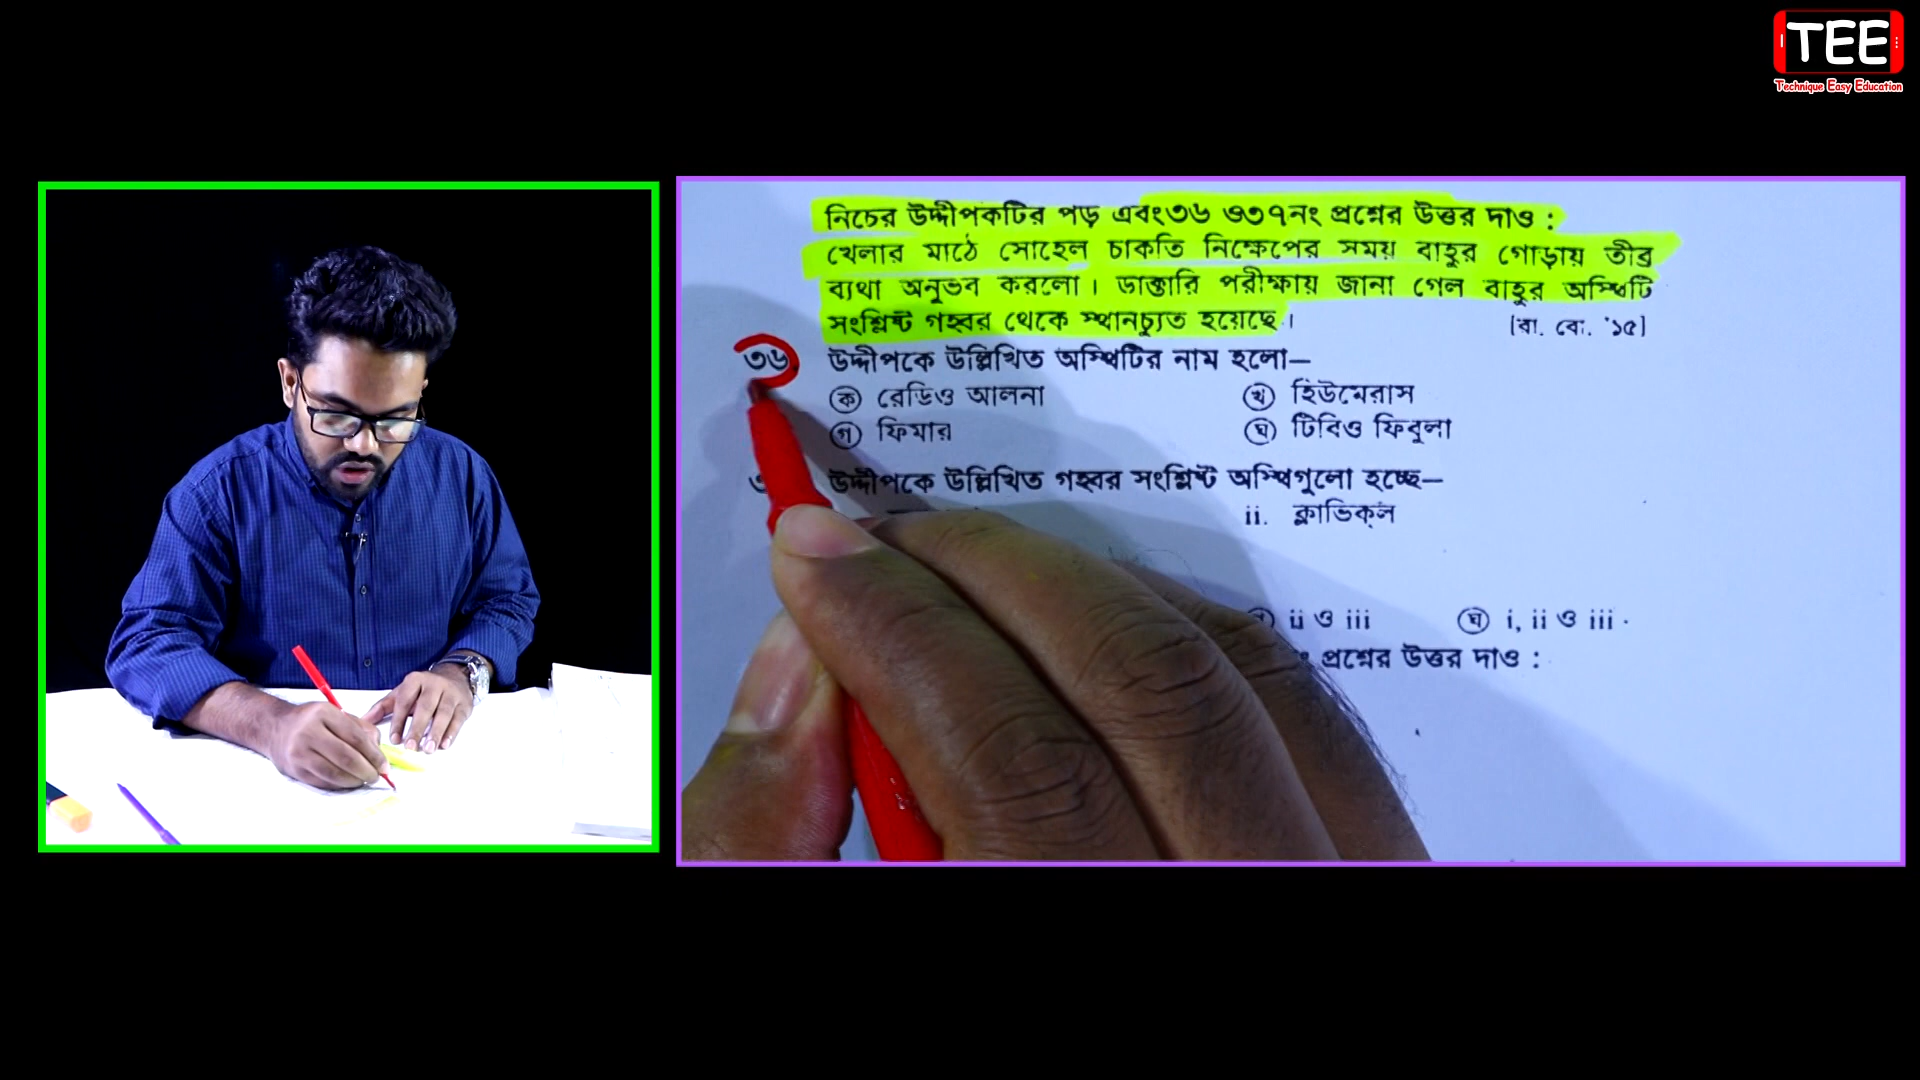 TEE
Technique Easy Education
নিচের উদ্দীপকটির পড় এবং৩৬ ও৩৭নং প্রশ্নের উত্তর দাও :
খেলার মাঠে সোহেল চাকতি নিক্ষেপের সময় বাহুর গোড়ায় তীব্র
ব্যথা অনুভব করলো। ডাক্তারি পরীক্ষায় জানা গেল বাহুর অস্থিটি
সংশ্লিষ্ট গহ্বর থেকে স্থানচ্যুত হয়েছে।
[বা. বো. '১৫]
৩৬ উদ্দীপকে উল্লিখিত অস্থিটির নাম হলো—
ক রেডিও আলনা খ হিউমেরাস
গ ফিমার ঘ টিবিও ফিবুলা
উদ্দীপকে উল্লিখিত গহ্বর সংশ্লিষ্ট অস্থিগুলো হচ্ছে—
ii. ক্লাভিকল
ii ও iii ঘ i, ii ও iii
প্রশ্নের উত্তর দাও :